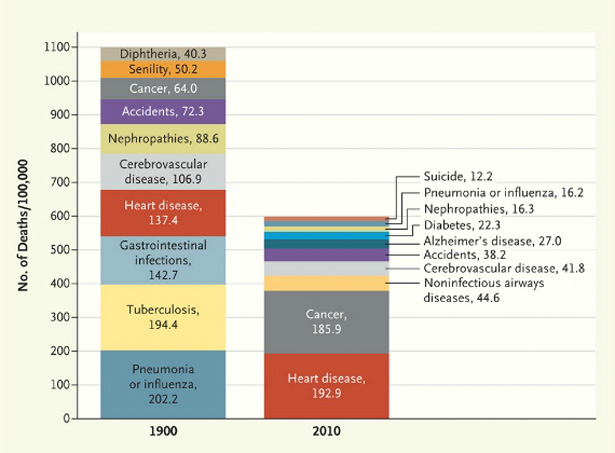 No. of Deaths/100,000
1100
1000
900
800
700
600
500
400
300
200
100
0
Diphtheria, 40.3
Senility, 50.2
Cancer, 64.0
Accidents, 72.3
Nephropathies, 88.6
Cerebrovascular
disease, 106.9
Heart disease,
137.4
Gastrointestinal
infections,
142.7
Tuberculosis,
194.4
Pneumonia
or influenza,
202.2
1900
Suicide, 12.2
Pneumonia or influenza, 16.2
Nephropathies, 16.3
Diabetes, 22.3
Alzheimer's disease, 27.0
Accidents, 38.2
Cerebrovascular disease, 41.8
Noninfectious airways
diseases, 44.6
Cancer,
185.9
Heart disease,
192.9
2010